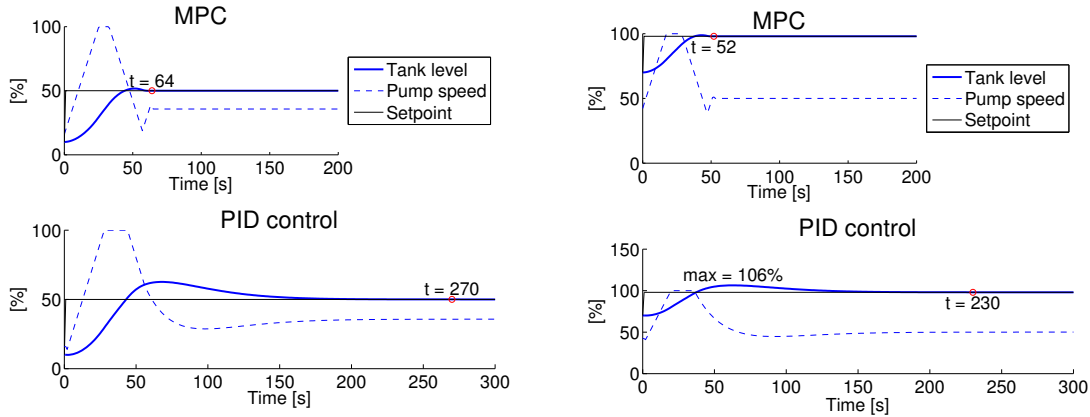 MPC
100
50
0
[%]
t = 64
Tank level
Pump speed
Setpoint
0 50 100 150 200
Time [s]
MPC
100
50
0
[%]
t = 52
Tank level
Pump speed
Setpoint
0 50 100 150 200
Time [s]
PID control
100
50
0
[%]
t = 270
0 50 100 150 200 250 300
Time [s]
PID control
150
100
50
0
[%]
max = 106%
t = 230
0 50 100 150 200 250 300
Time [s]